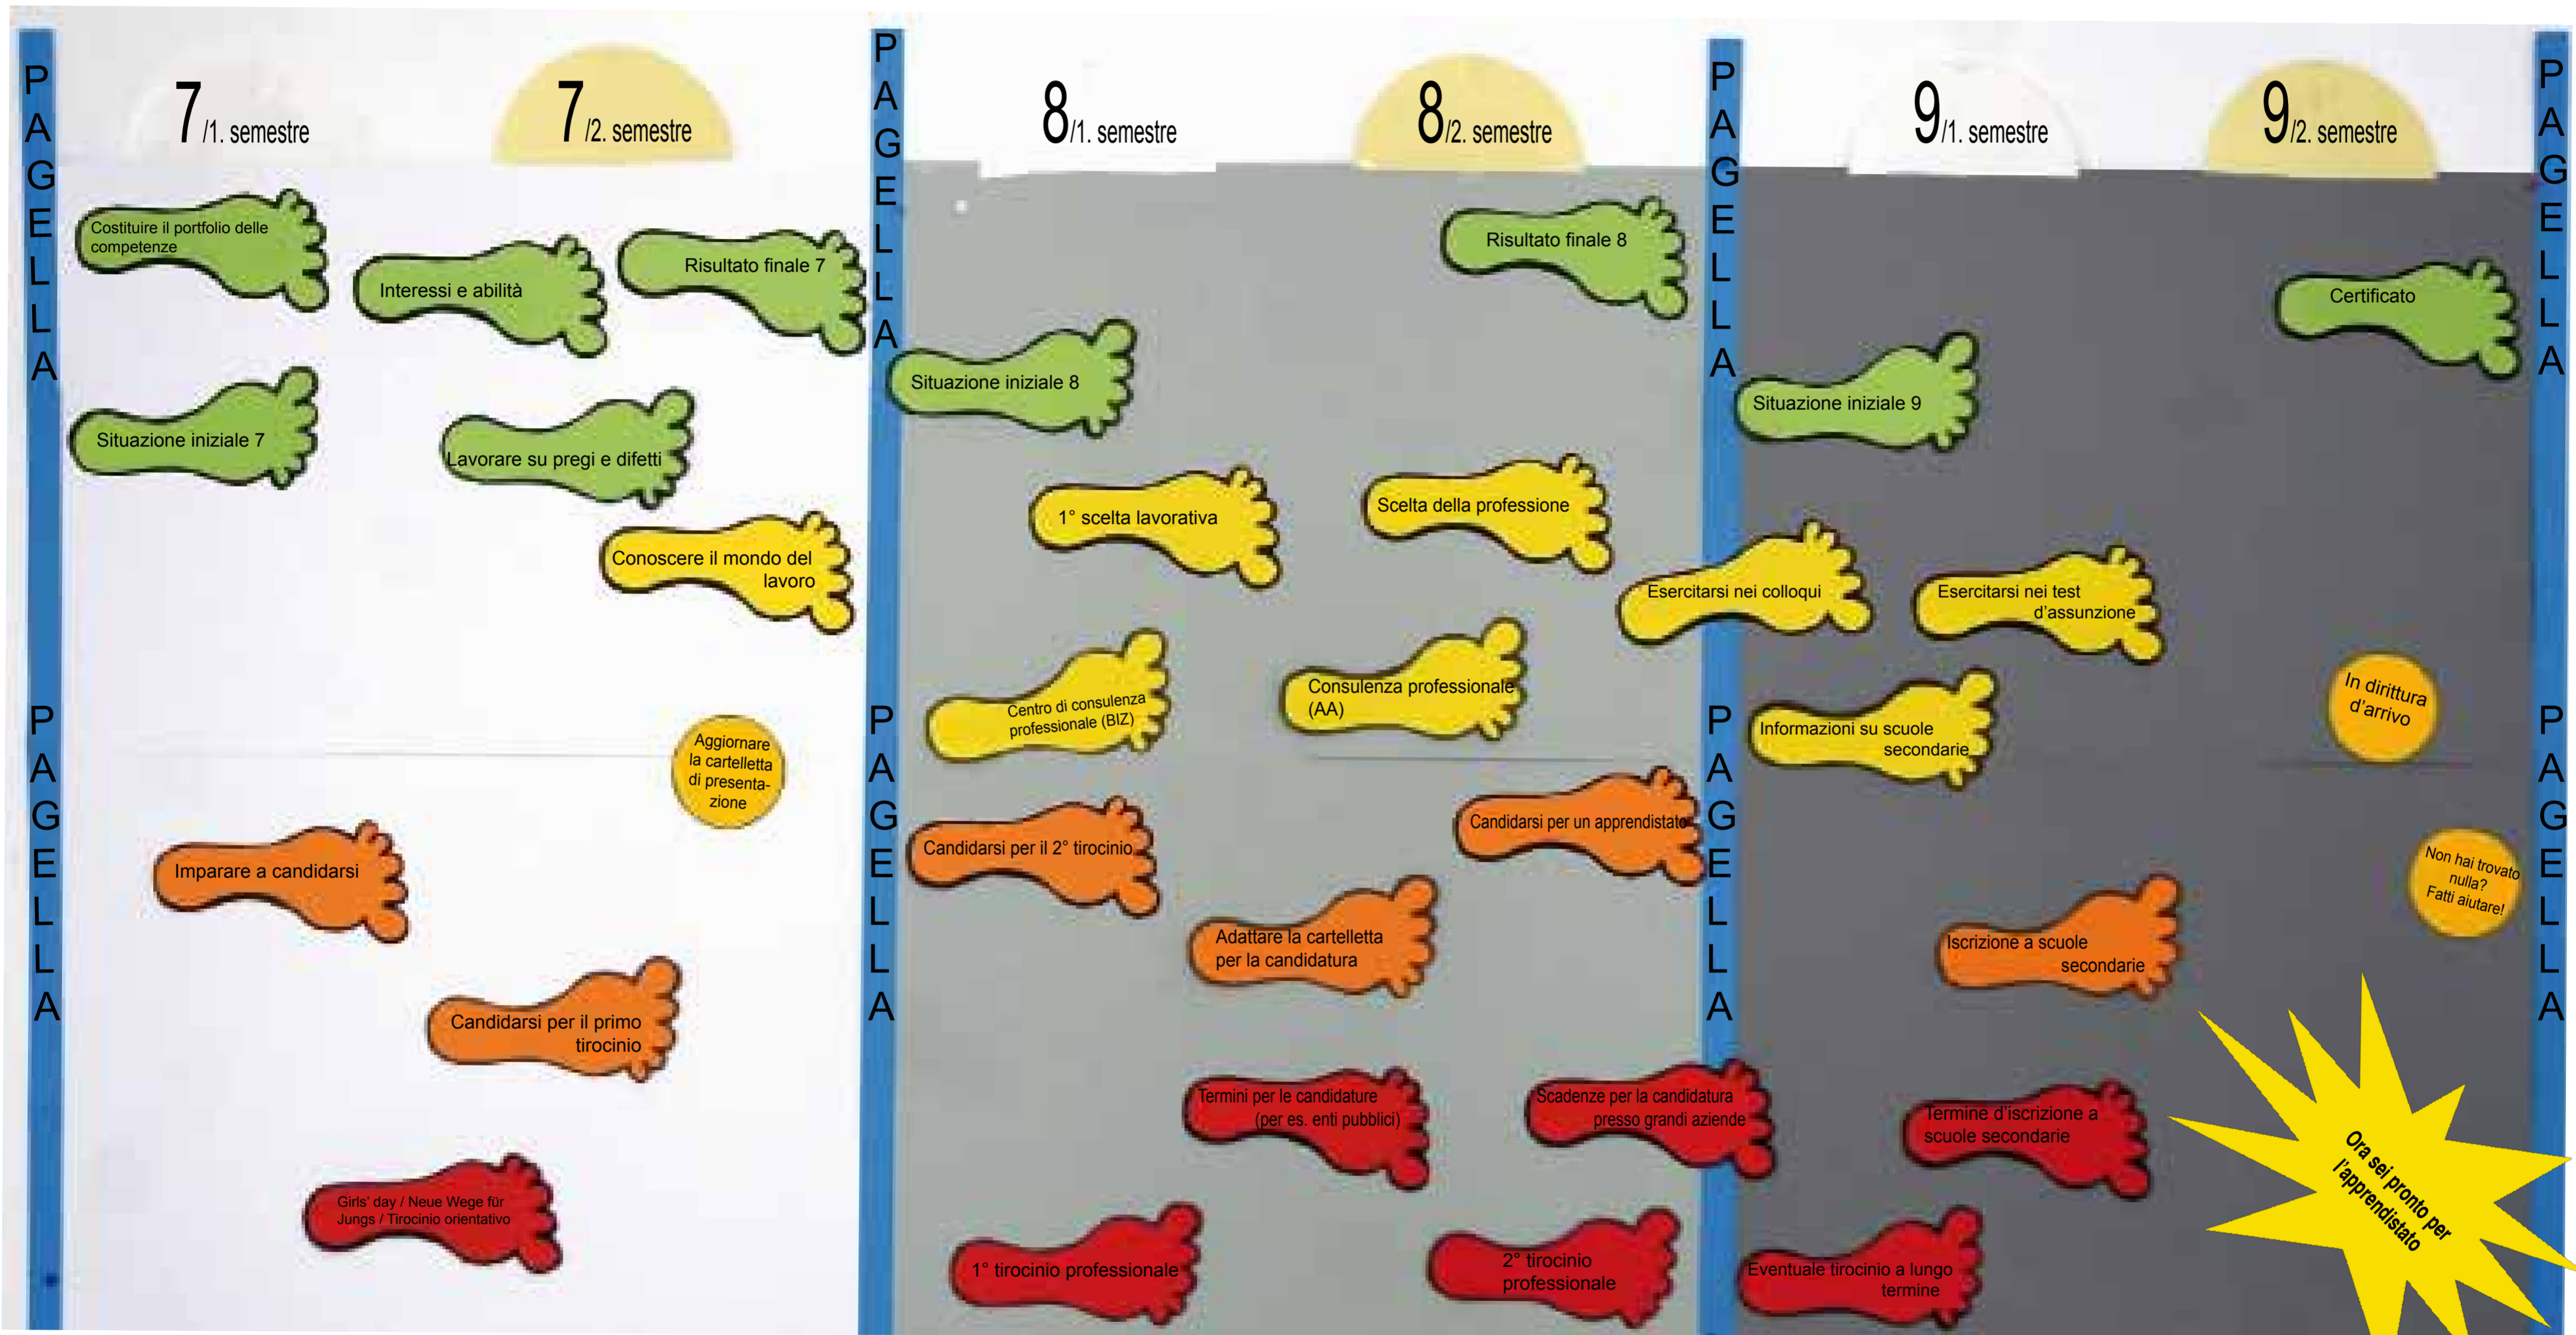 PAGELLA
PAGELLA
PAGELLA
PAGELLA
7/1. semestre
7/2. semestre
8/1. semestre
8/2. semestre
9/1. semestre
9/2. semestre
Costituire il portfolio delle
competenze
Interessi e abilità
Risultato finale 7
Situazione iniziale 7
Lavorare su pregi e difetti
Conoscere il mondo del
lavoro
Aggiornare
la cartelletta
di presenta-
zione
Imparare a candidarsi
Candidarsi per il primo
tirocinio
Girls' day / Neue Wege für
Jungs / Tirocinio orientativo
Risultato finale 8
Situazione iniziale 8
1° scelta lavorativa
Scelta della professione
Centro di consulenza
professionale (BIZ)
Consulenza professionale
(AA)
Candidarsi per il 2° tirocinio
Candidarsi per un apprendistato
Adattare la cartelletta
per la candidatura
Termini per le candidature
(per es. enti pubblici)
Scadenze per la candidatura
presso grandi aziende
1° tirocinio professionale
2° tirocinio
professionale
Certificato
Situazione iniziale 9
Esercitarsi nei colloqui
Esercitarsi nei test
d'assunzione
Informazioni su scuole
secondarie
In dirittura
d'arrivo
Non hai trovato
nulla?
Fatti aiutare!
Iscrizione a scuole
secondarie
Termine d'iscrizione a
scuole secondarie
Eventuale tirocinio a lungo
termine
Ora sei pronto per
l'apprendistato
PAGELLA
PAGELLA
PAGELLA
PAGELLA